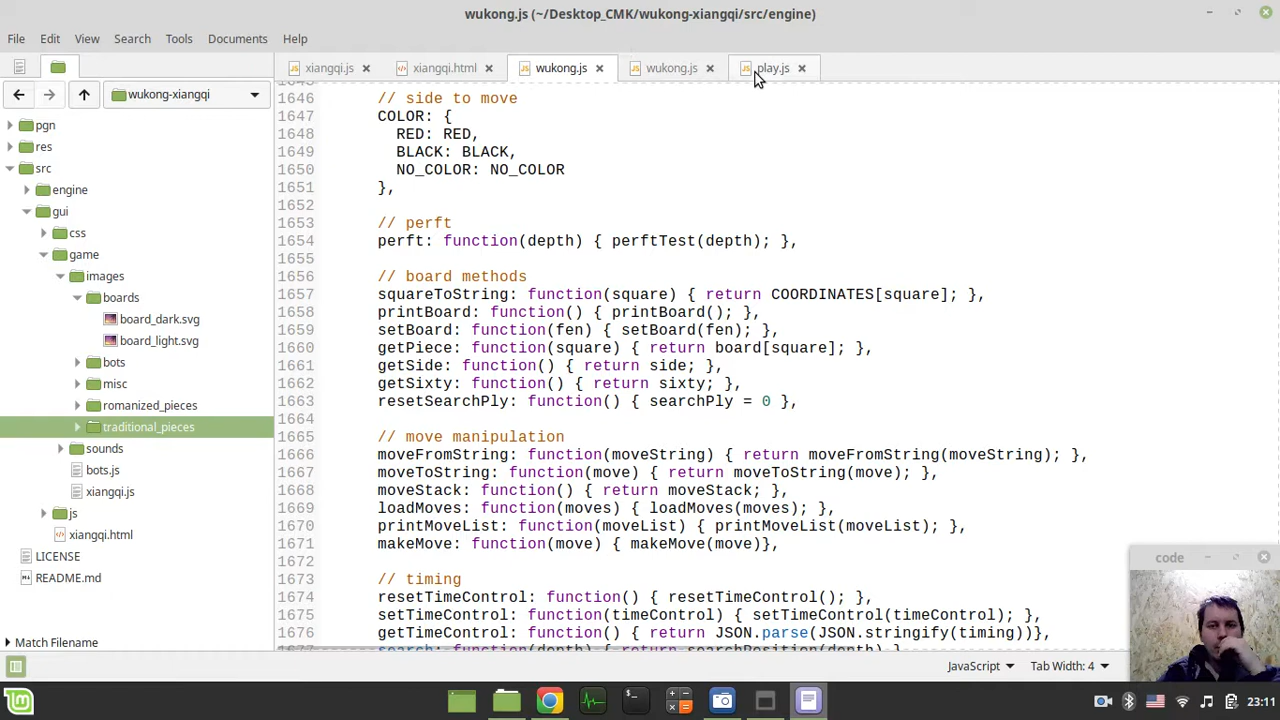 wukong.js (~/Desktop_CMK/wukong-xiangqi/src/engine)
File Edit View Search Tools Documents Help
xiangqi.js xiangqi.html wukong.js wukong.js play.js
wukong-xiangqi
pgn
res
src
engine
gui
css
game
images
boards
board_dark.svg
board_light.svg
bots
misc
romanized_pieces
traditional_pieces
sounds
bots.js
xiangqi.js
js
xiangqi.html
LICENSE
README.md
Match Filename
1646 // side to move
1647 COLOR: {
1648 RED: RED,
1649 BLACK: BLACK,
1650 NO_COLOR: NO_COLOR
1651 },
1652
1653 // perft
1654 perft: function(depth) { perftTest(depth); },
1655
1656 // board methods
1657 squareToString: function(square) { return COORDINATES[square]; },
1658 printBoard: function() { printBoard(); },
1659 setBoard: function(fen) { setBoard(fen); },
1660 getPiece: function(square) { return board[square]; },
1661 getSide: function() { return side; },
1662 getSixty: function() { return sixty; },
1663 resetSearchPly: function() { searchPly = 0 },
1664
1665 // move manipulation
1666 moveFromString: function(moveString) { return moveFromString(moveString); },
1667 moveToString: function(move) { return moveToString(move); },
1668 moveStack: function() { return moveStack; },
1669 loadMoves: function(moves) { loadMoves(moves); },
1670 printMoveList: function(moveList) { printMoveList(moveList); },
1671 makeMove: function(move) { makeMove(move)},
1672
1673 // timing
1674 resetTimeControl: function() { resetTimeControl(); },
1675 setTimeControl: function(timeControl) { setTimeControl(timeControl); },
1676 getTimeControl: function() { return JSON.parse(JSON.stringify(timing))},
1677 search: function(depth) { return searchPosition(depth) }
code
JavaScript Tab Width: 4
23:11